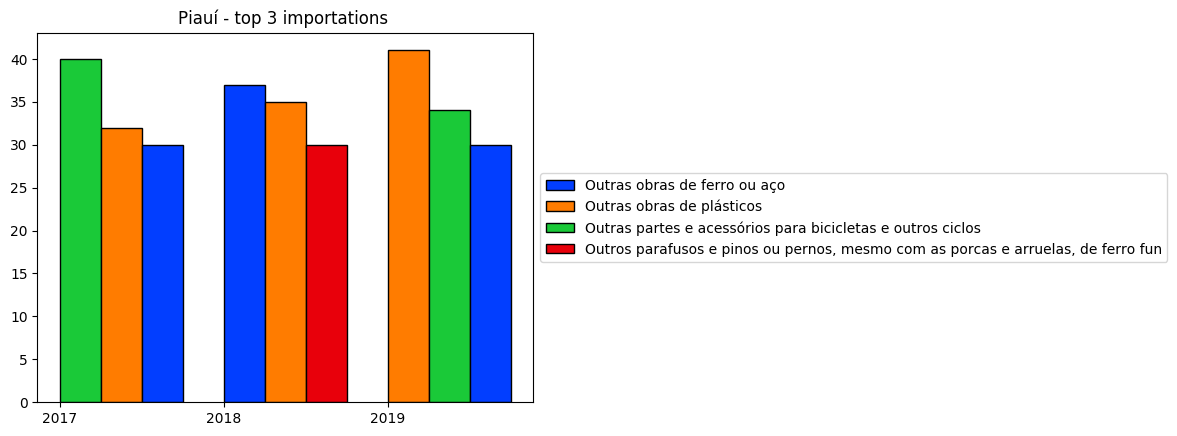 Piauí - top 3 importations
40
35
30
25
20
15
10
5
0
2017 2018 2019
Outras obras de ferro ou aço
Outras obras de plásticos
Outras partes e acessórios para bicicletas e outros ciclos
Outros parafusos e pinos ou pernos, mesmo com as porcas e arruelas, de ferro fun